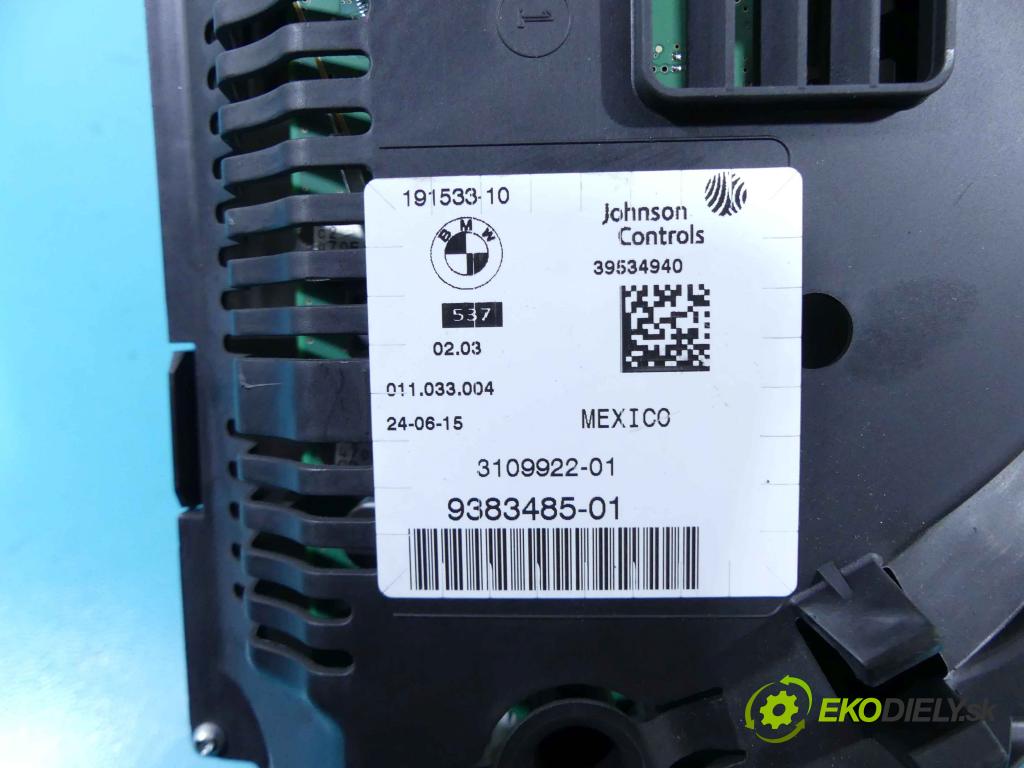 1
191533-10
BMW
537
02.03
011.033.004
24-06-15
Johnson
Controls
39534940
MEXICO
3109922-01
9383485-01
EKODIELY.sk